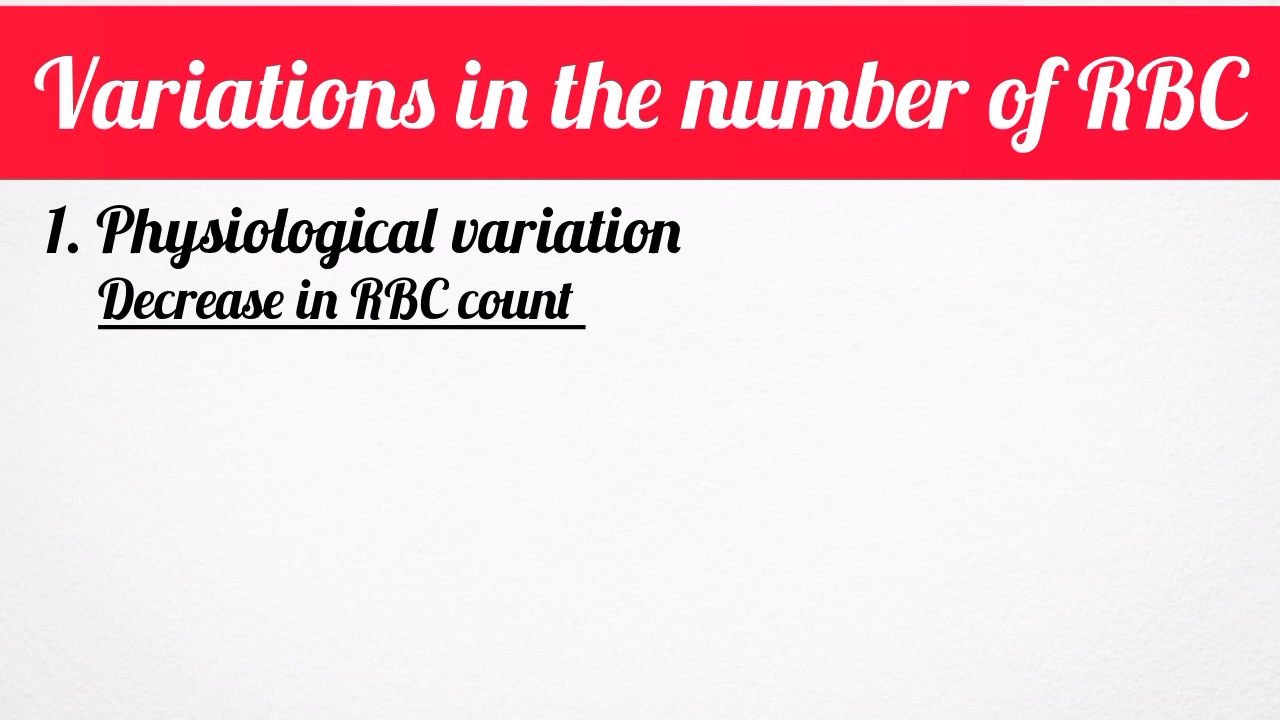 Variations in the number of RBC
1. Physiological variation
Decrease in RBC count